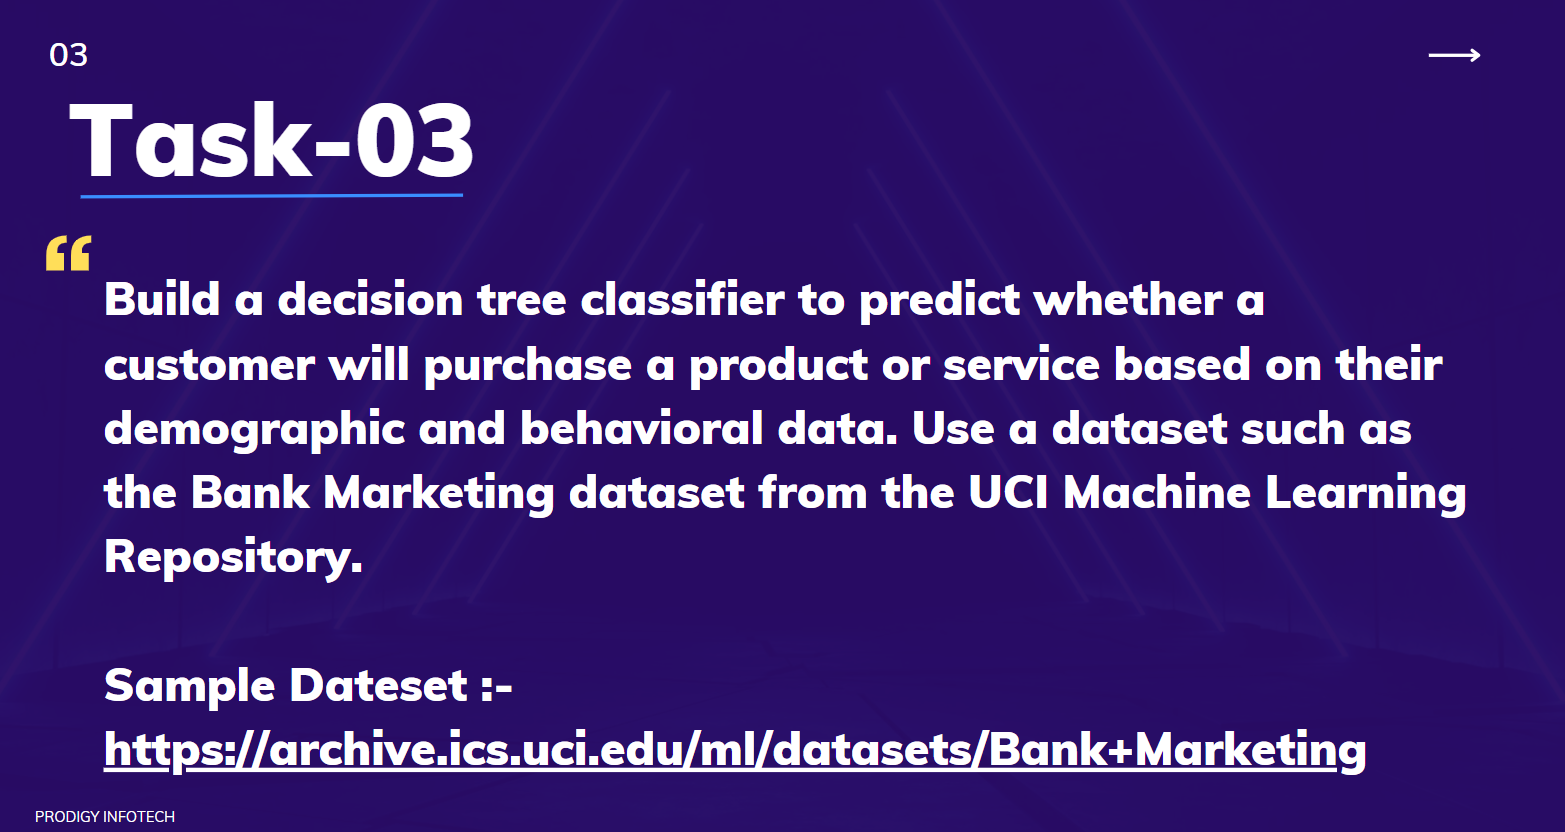 03
Task-03
“
Build a decision tree classifier to predict whether a
customer will purchase a product or service based on their
demographic and behavioral data. Use a dataset such as
the Bank Marketing dataset from the UCI Machine Learning
Repository.
Sample Dateset :-
https://archive.ics.uci.edu/ml/datasets/Bank+Marketing
PRODIGY INFOTECH